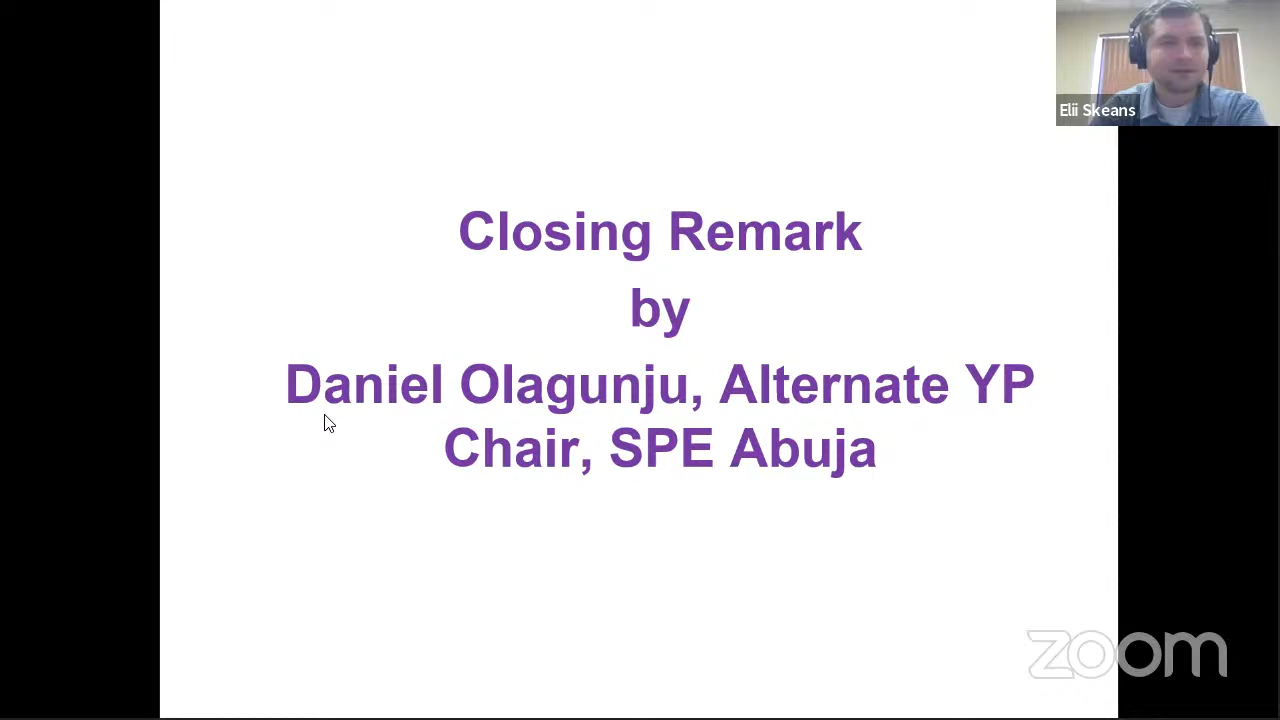 Elii Skeans
Closing Remark
by
Daniel Olagunju, Alternate YP
Chair, SPE Abuja
zoom